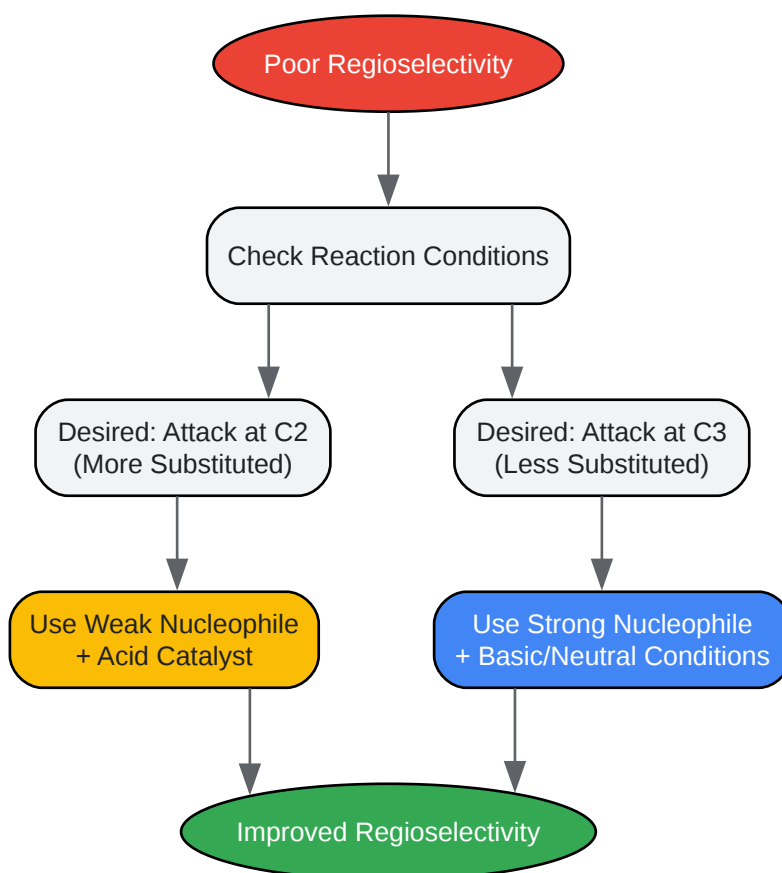 Poor Regioselectivity
Check Reaction Conditions
Desired: Attack at C2
(More Substituted)
Desired: Attack at C3
(Less Substituted)
Use Weak Nucleophile
+ Acid Catalyst
Use Strong Nucleophile
+ Basic/Neutral Conditions
Improved Regioselectivity